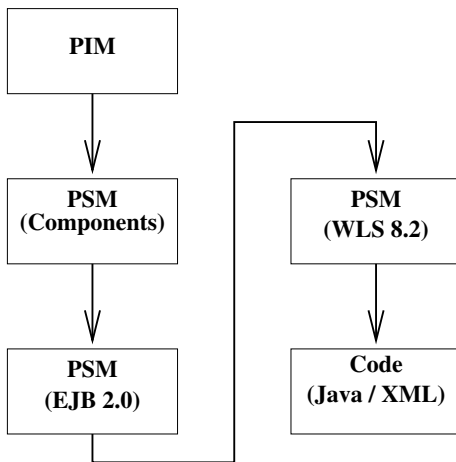 PIM
PSM
(Components)
PSM
(EJB 2.0)
PSM
(WLS 8.2)
Code
(Java / XML)